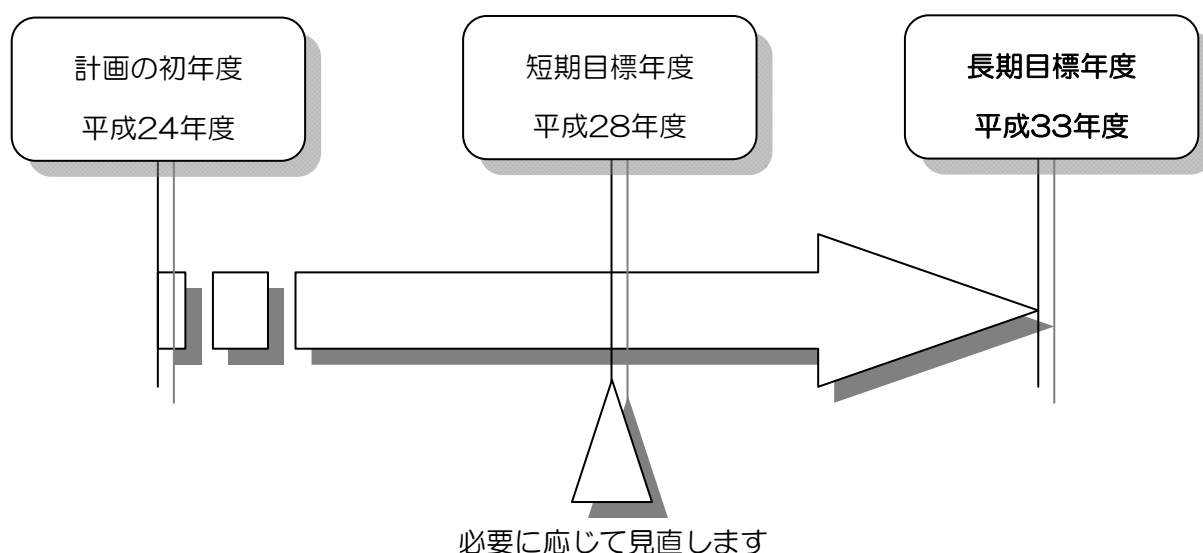 計画の初年度
平成24年度
短期目標年度
平成28年度
長期目標年度
平成33年度
必要に応じて見直します